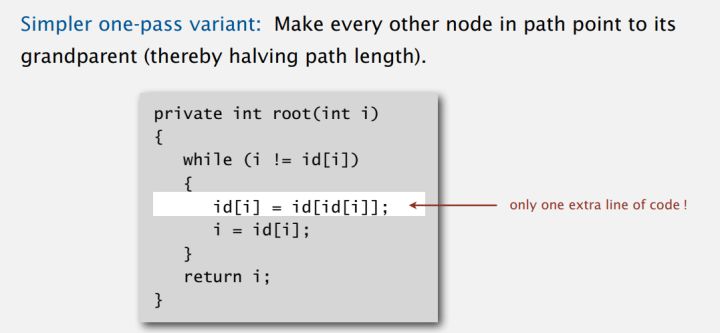 Simpler one-pass variant: Make every other node in path point to its
grandparent (thereby halving path length).
private int root(int i)
{
while (i != id[i])
{
id[i] = id[id[i]];
only one extra line of code !
i = id[i];
}
return i;
}